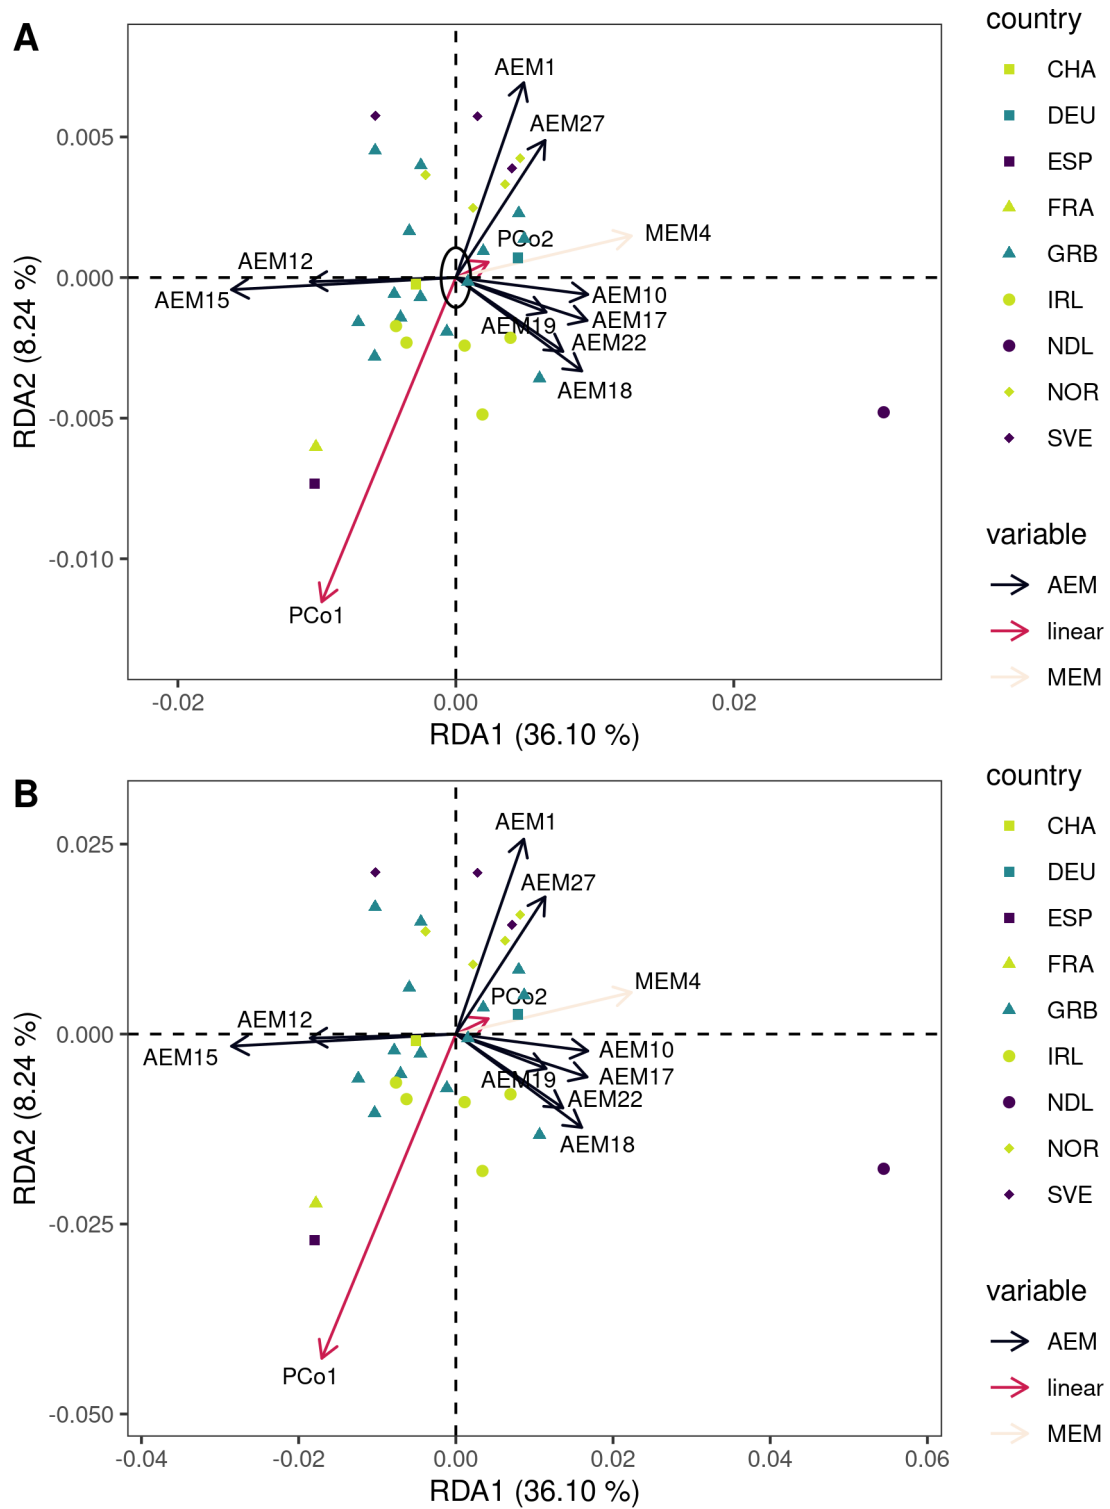 A
country
CHA
DEU
ESP
FRA
GRB
IRL
NDL
NOR
SVE
variable
AEM
linear
MEM
RDA2 (8.24 %)
0.005
0.000
-0.005
-0.010
AEM1
AEM27
PCo2
MEM4
AEM12
AEM15
AEM10
AEM17
AEM19
AEM22
AEM18
PCo1
-0.02
0.00
0.02
RDA1 (36.10 %)
B
country
CHA
DEU
ESP
FRA
GRB
IRL
NDL
NOR
SVE
variable
AEM
linear
MEM
RDA2 (8.24 %)
0.025
0.000
-0.025
-0.050
AEM1
AEM27
MEM4
PCo2
AEM12
AEM15
AEM10
AEM17
AEM19
AEM22
AEM18
PCo1
-0.04
-0.02
0.00
0.02
0.04
0.06
RDA1 (36.10 %)